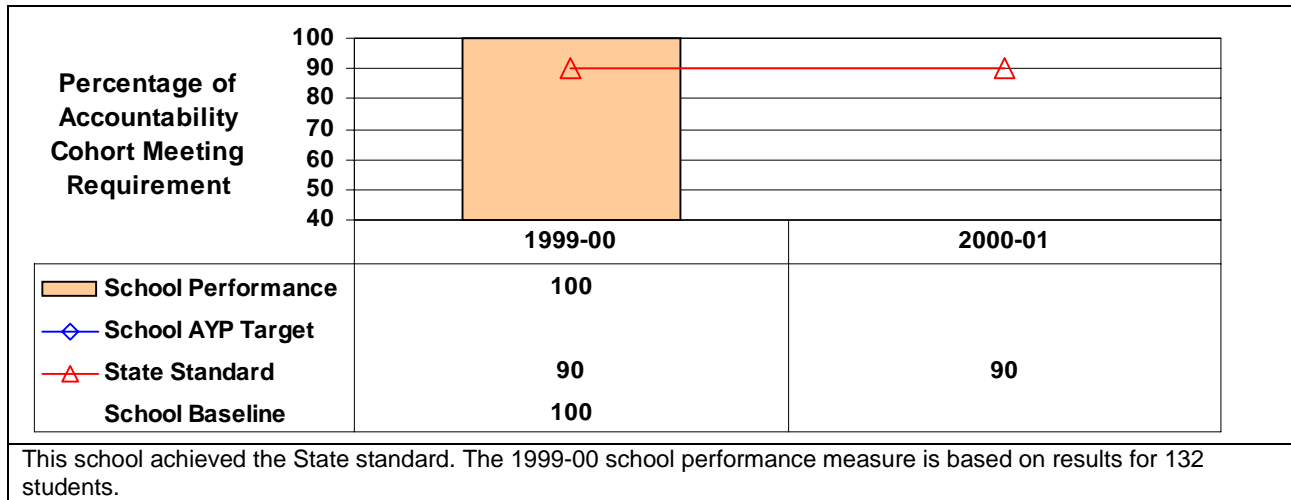 Percentage of
Accountability
Cohort Meeting
Requirement
100
90
80
70
60
50
40
1999-00 2000-01
School Performance 100
School AYP Target
State Standard 90 90
School Baseline 100
This school achieved the State standard. The 1999-00 school performance measure is based on results for 132
students.